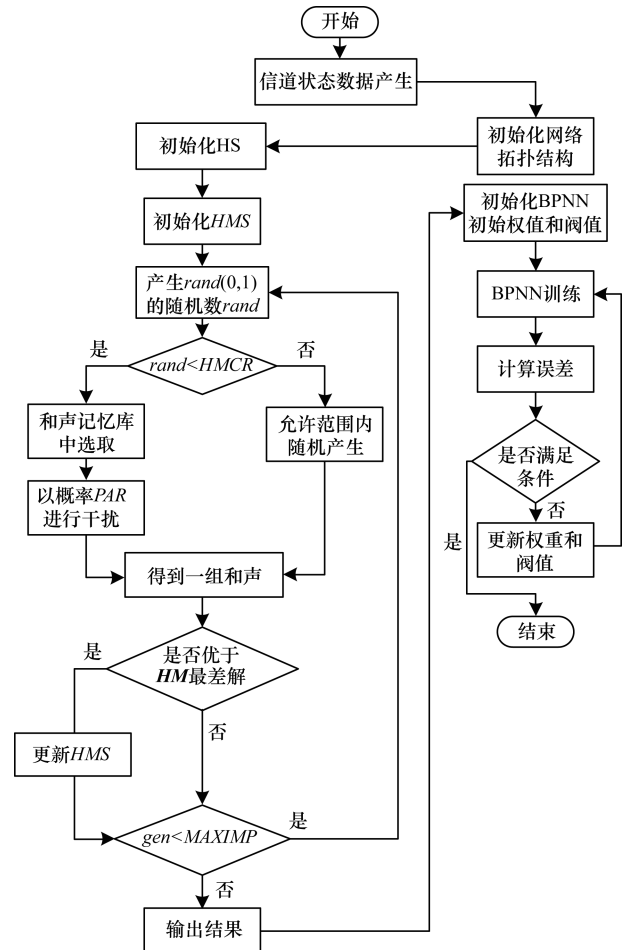 开始
信道状态数据产生
初始化网络
拓扑结构
初始化HS
初始化HMS
产生rand(0,1)
的随机数rand
rand<HMCR
是
否
和声记忆库
中选取
以概率PAR
进行干扰
允许范围内
随机产生
得到一组和声
是否优于
HM最差解
是
否
更新HMS
gen<MAXIMP
是
否
输出结果
初始化BPNN
初始权值和阀值
BPNN训练
计算误差
是否满足
条件
否
是
更新权重和
阀值
结束